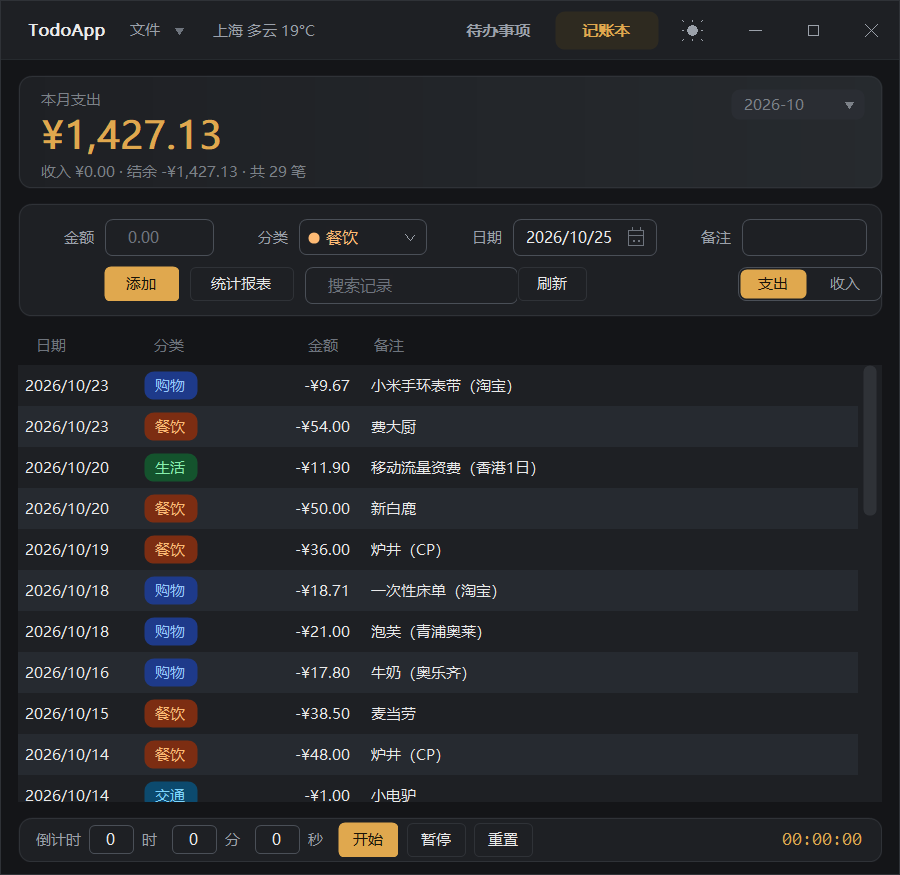 TodoApp 文件 ▼ 上海 多云 19°C 待办事项 记账本
本月支出 2026-10 ▼
¥1,427.13
收入 ¥0.00 · 结余 -¥1,427.13 · 共 29 笔
金额 0.00 分类 餐饮 日期 2026/10/25 备注
添加 统计报表 搜索记录 刷新 支出 收入
日期 分类 金额 备注
2026/10/23 购物 -¥9.67 小米手环表带（淘宝）
2026/10/23 餐饮 -¥54.00 费大厨
2026/10/20 生活 -¥11.90 移动流量资费（香港1日）
2026/10/20 餐饮 -¥50.00 新白鹿
2026/10/19 餐饮 -¥36.00 炉井（CP）
2026/10/18 购物 -¥18.71 一次性床单（淘宝）
2026/10/18 购物 -¥21.00 泡芙（青浦奥莱）
2026/10/16 购物 -¥17.80 牛奶（奥乐齐）
2026/10/15 餐饮 -¥38.50 麦当劳
2026/10/14 餐饮 -¥48.00 炉井（CP）
2026/10/14 交通 -¥1.00 小电驴
倒计时 0 时 0 分 0 秒 开始 暂停 重置 00:00:00